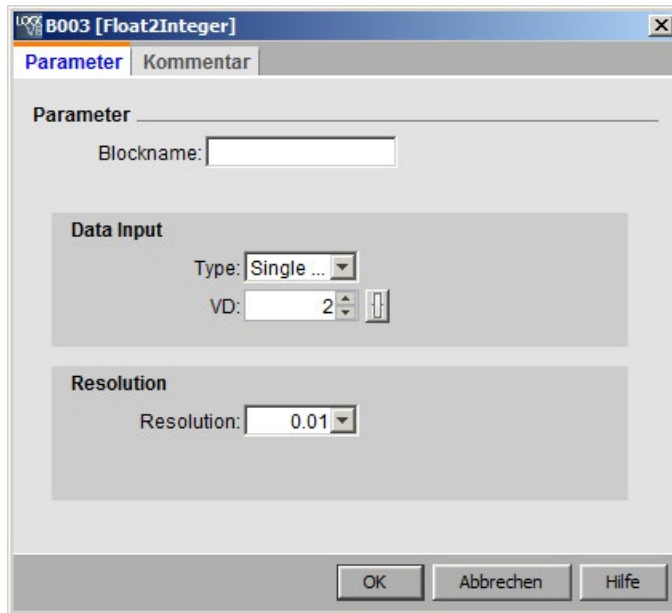 B003 [Float2Integer]
Parameter Kommentar
Parameter
Blockname:
Data Input
Type: Single ...
VD: 2
Resolution
Resolution: 0.01
OK Abbrechen Hilfe